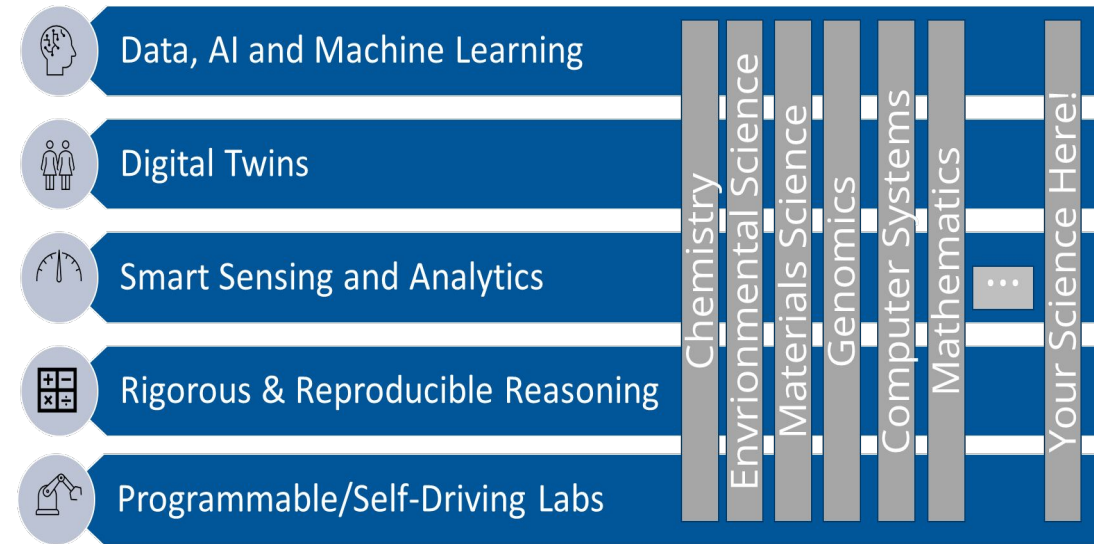 Data, AI and Machine Learning
Digital Twins
Smart Sensing and Analytics
Rigorous & Reproducible Reasoning
Programmable/Self-Driving Labs
Chemistry
Envrionmental Science
Materials Science
Genomics
Computer Systems
Mathematics
...
Your Science Here!